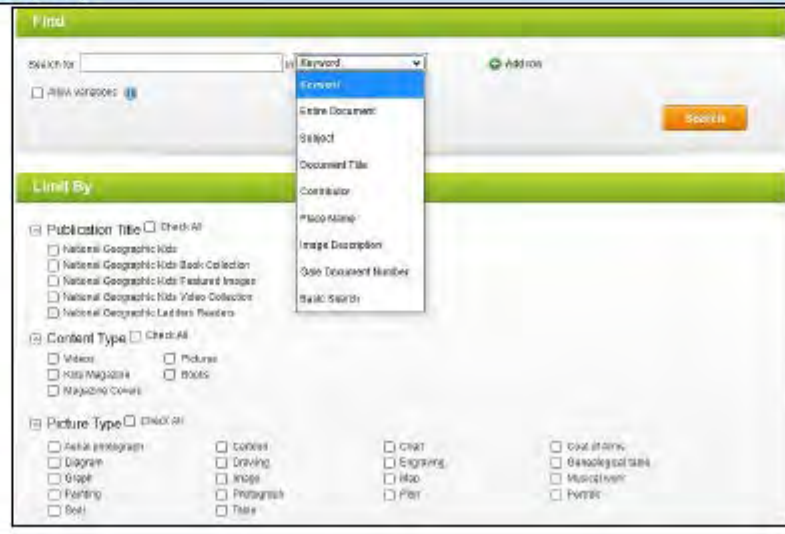 Find
Search for in Keyword Add row
Allow variations
Keyword
Entire Document
Subject
Document Title
Contributor
Place Name
Image Description
Gale Document Number
Basic Search
Search
Limit By
Publication Title Check All
National Geographic Kids
National Geographic Kids Book Collection
National Geographic Kids Featured Images
National Geographic Kids Video Collection
National Geographic Ladders Readers
Content Type Check All
Videos Pictures
Kids Magazine Books
Magazine Covers
Picture Type Check All
Aerial photograph Cartoon Chart Coat of Arms
Diagram Drawing Engraving Genealogical table
Graph Image Map Musical work
Painting Photograph Plan Portrait
Seal Table